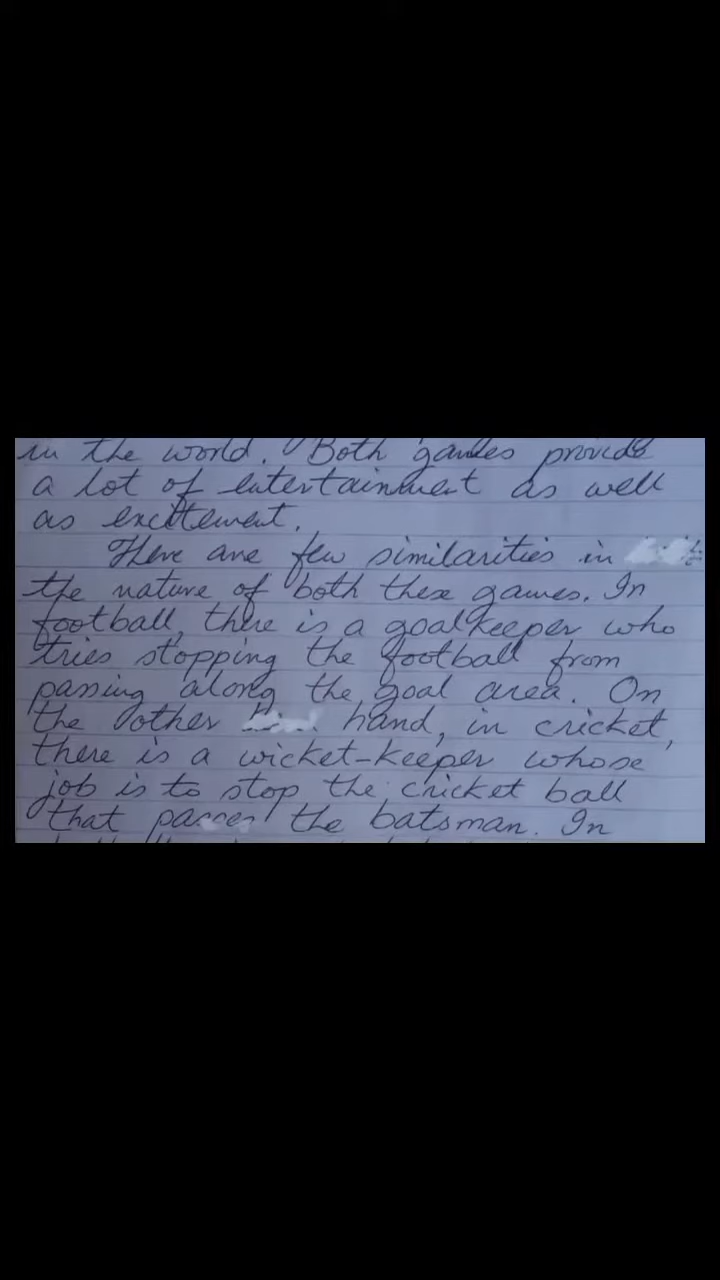 in the world. Both games provide
a lot of entertainment as well
as excitement.
There are few similarities in
the nature of both these games. In
football, there is a goalkeeper who
tries stopping the football from
passing along the goal area. On
the other hand, in cricket,
there is a wicket-keeper whose
job is to stop the cricket ball
that passes the batsman. In